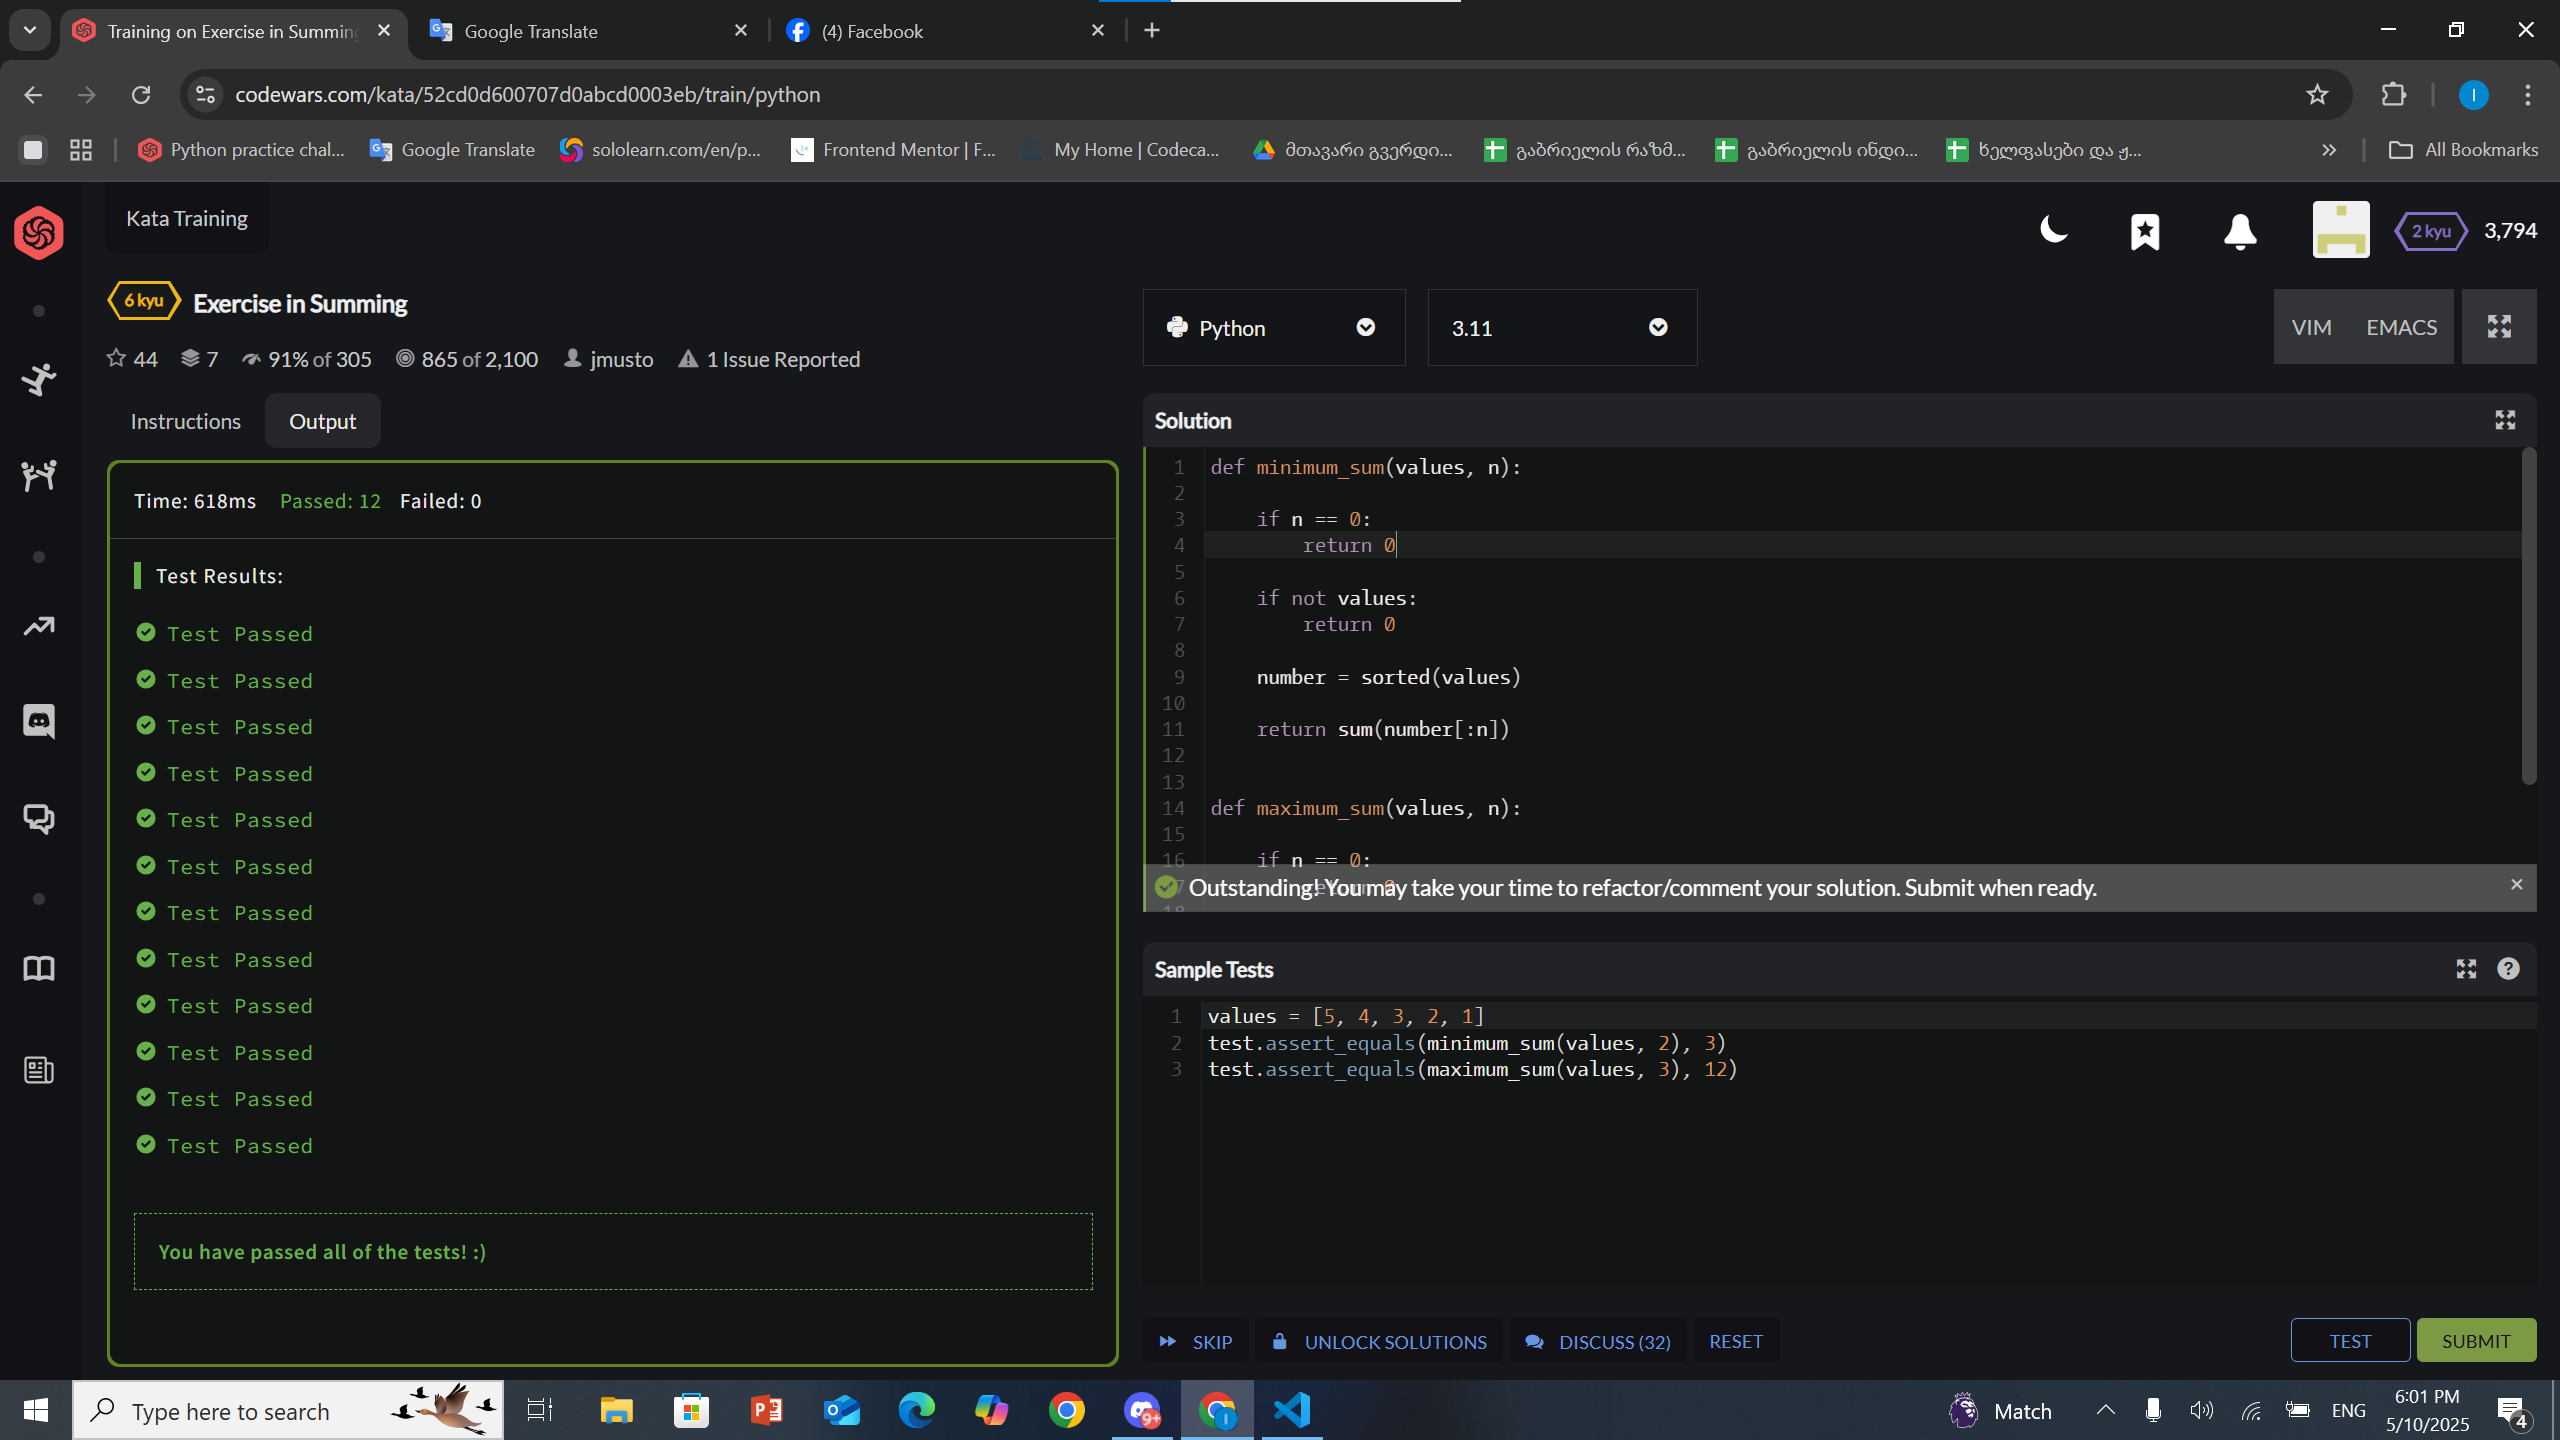 Training on Exercise in Summing
Google Translate
(4) Facebook
codewars.com/kata/52cd0d600707d0abcd0003eb/train/python
I
Python practice chal...
Google Translate
sololearn.com/en/p...
Frontend Mentor | F...
My Home | Codeca...
მთავარი გვერდი...
გაბრიელის რაზმ...
გაბრიელის ინდი...
ხელფასები და ჟ...
All Bookmarks
Kata Training
2 kyu
3,794
6 kyu
Exercise in Summing
44
7
91% of 305
865 of 2,100
jmusto
1 Issue Reported
Python
3.11
VIM
EMACS
Instructions
Output
Time: 618ms Passed: 12 Failed: 0
Test Results:
Test Passed
Test Passed
Test Passed
Test Passed
Test Passed
Test Passed
Test Passed
Test Passed
Test Passed
Test Passed
Test Passed
Test Passed
You have passed all of the tests! :)
Solution
1 def minimum_sum(values, n):
2
3 if n == 0:
4 return 0
5
6 if not values:
7 return 0
8
9 number = sorted(values)
10
11 return sum(number[:n])
12
13
14 def maximum_sum(values, n):
15
16 if n == 0:
17 return 0
18
Outstanding! You may take your time to refactor/comment your solution. Submit when ready.
Sample Tests
1 values = [5, 4, 3, 2, 1]
2 test.assert_equals(minimum_sum(values, 2), 3)
3 test.assert_equals(maximum_sum(values, 3), 12)
SKIP
UNLOCK SOLUTIONS
DISCUSS (32)
RESET
TEST
SUBMIT
Type here to search
9+
Match
ENG
6:01 PM
5/10/2025
4